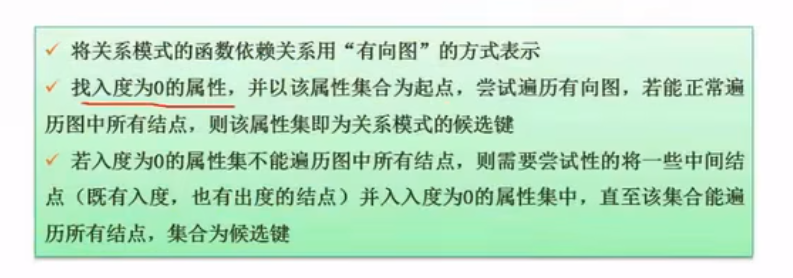 ✓ 将关系模式的函数依赖关系用“有向图”的方式表示
✓ 找入度为0的属性，并以该属性集合为起点，尝试遍历有向图，若能正常遍
历图中所有结点，则该属性集即为关系模式的候选键
✓ 若入度为0的属性集不能遍历图中所有结点，则需要尝试性的将一些中间结
点（既有入度，也有出度的结点）并入入度为0的属性集中，直至该集合能遍
历所有结点，集合为候选键